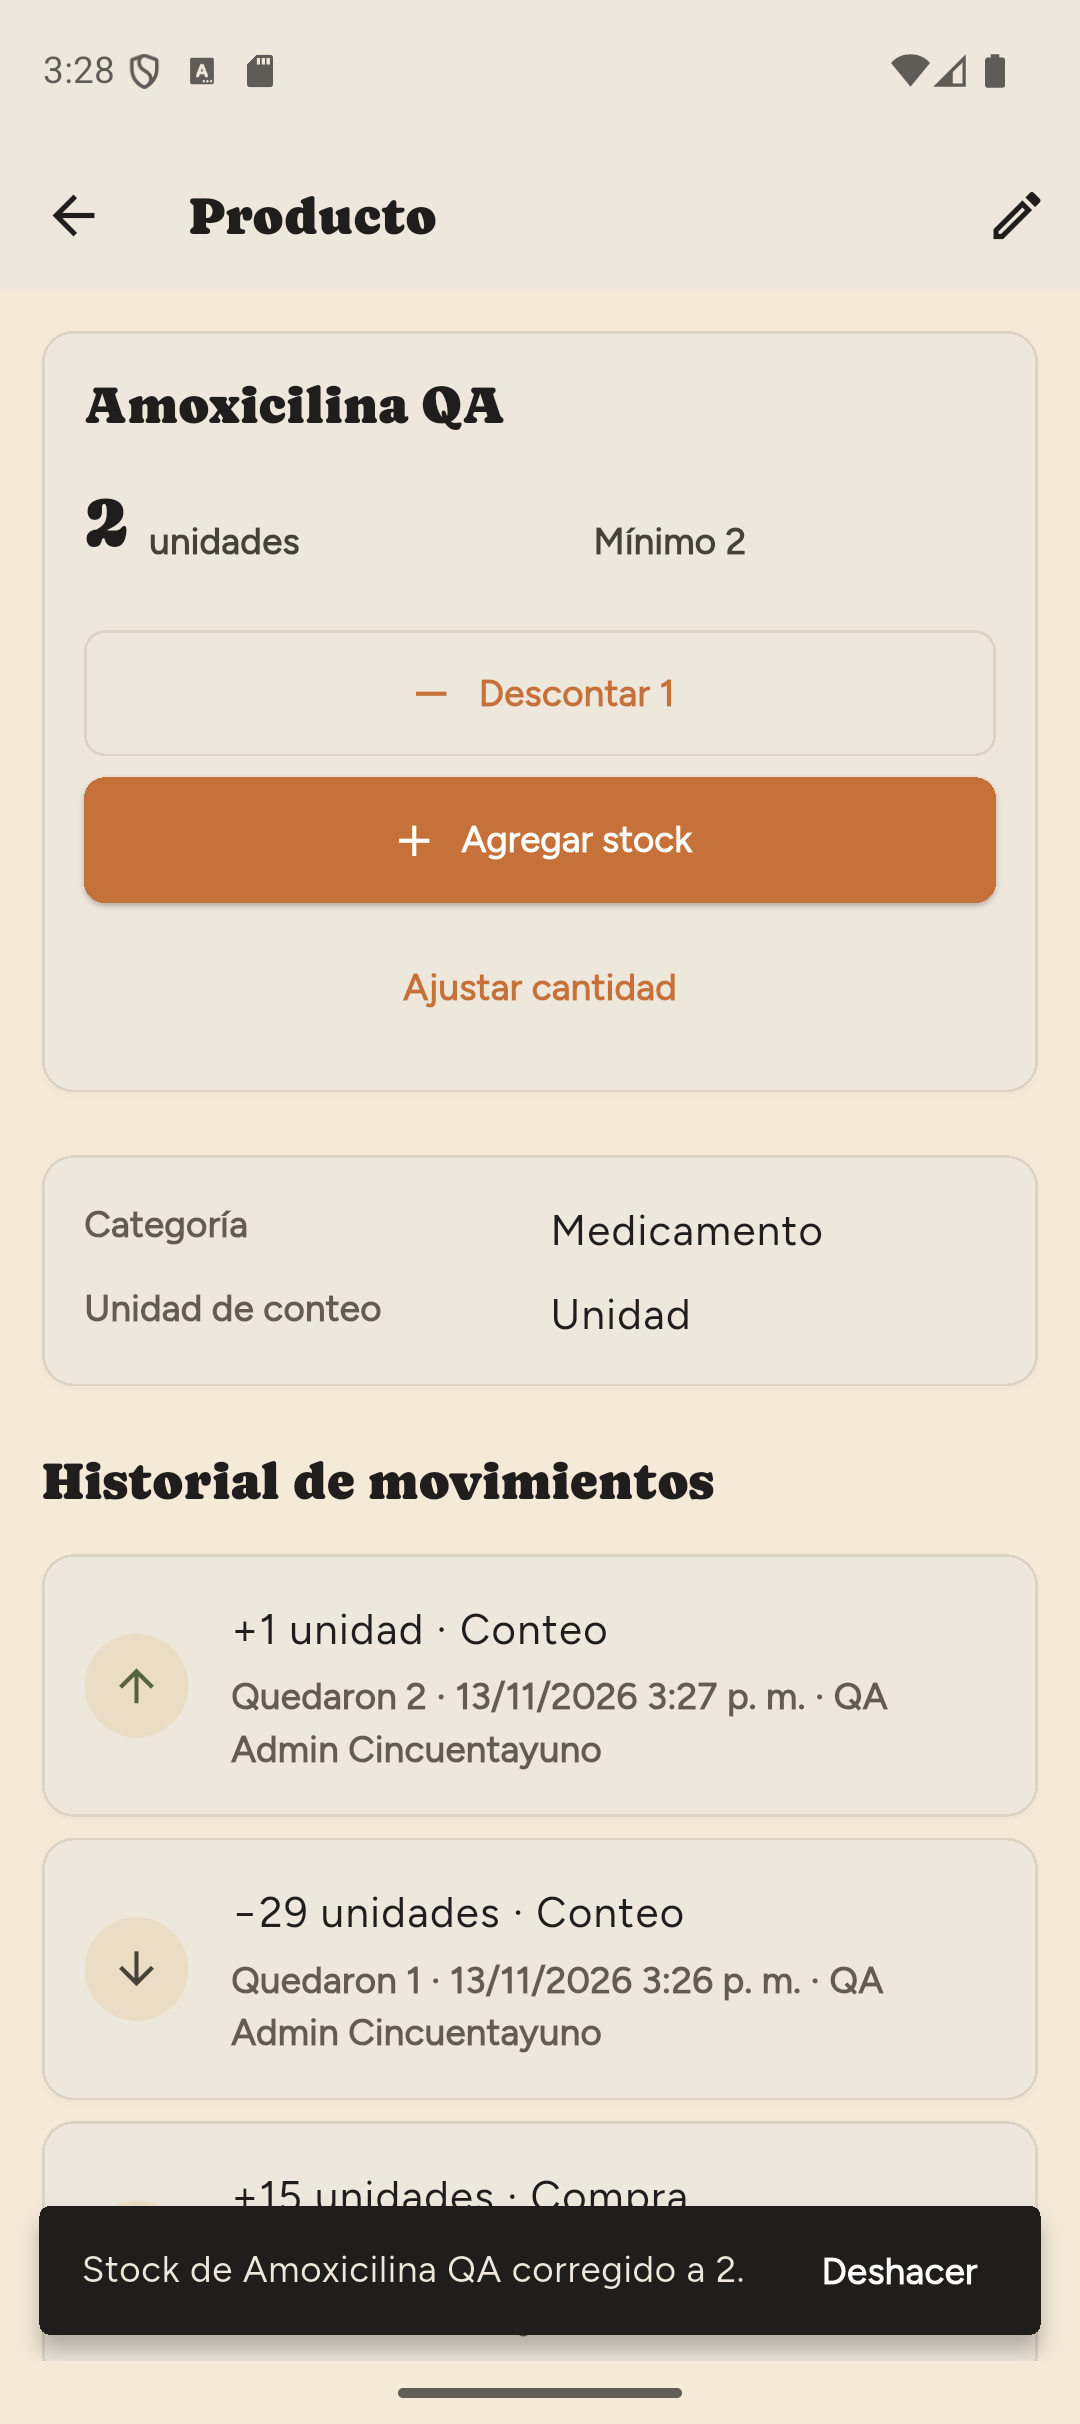 3:28
Producto
Amoxicilina QA
2 unidades
Mínimo 2
— Descontar 1
+ Agregar stock
Ajustar cantidad
Categoría
Medicamento
Unidad de conteo
Unidad
Historial de movimientos
+1 unidad · Conteo
Quedaron 2 · 13/11/2026 3:27 p. m. · QA
Admin Cincuentayuno
−29 unidades · Conteo
Quedaron 1 · 13/11/2026 3:26 p. m. · QA
Admin Cincuentayuno
+15 unidades · Compra
Stock de Amoxicilina QA corregido a 2.
Deshacer